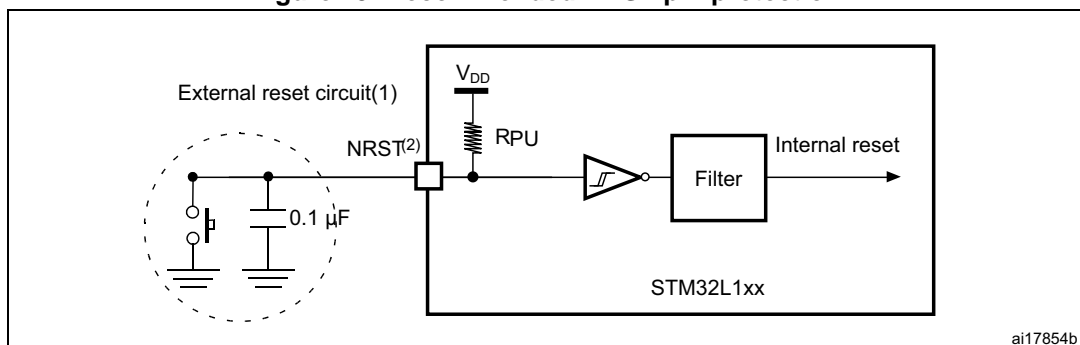 External reset circuit(1)
VDD
NRST(2)
RPU
Internal reset
Filter
0.1 µF
STM32L1xx
ai17854b